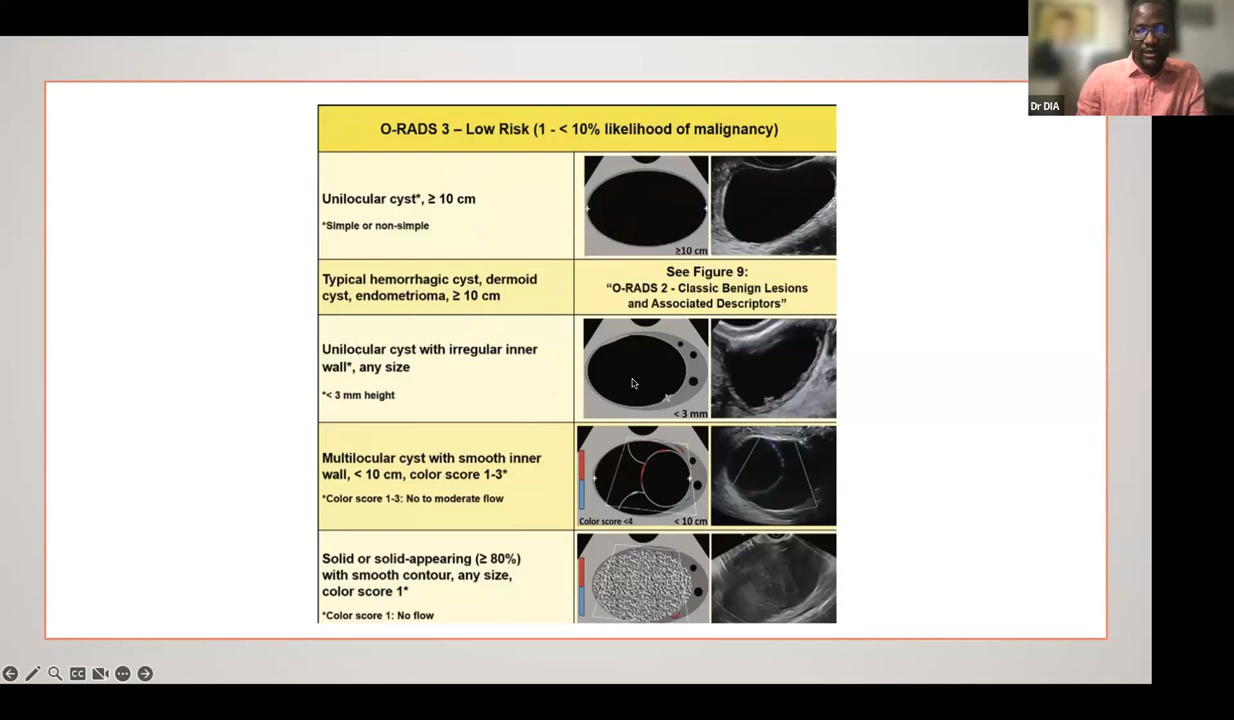 Dr DIA
O-RADS 3 – Low Risk (1 - < 10% likelihood of malignancy)
Unilocular cyst*, ≥ 10 cm
*Simple or non-simple
≥10 cm
Typical hemorrhagic cyst, dermoid
cyst, endometrioma, ≥ 10 cm
See Figure 9:
“O-RADS 2 - Classic Benign Lesions
and Associated Descriptors”
Unilocular cyst with irregular inner
wall*, any size
*< 3 mm height
< 3 mm
Multilocular cyst with smooth inner
wall, < 10 cm, color score 1-3*
*Color score 1-3: No to moderate flow
Color score <4
< 10 cm
Solid or solid-appearing (≥ 80%)
with smooth contour, any size,
color score 1*
*Color score 1: No flow
CC